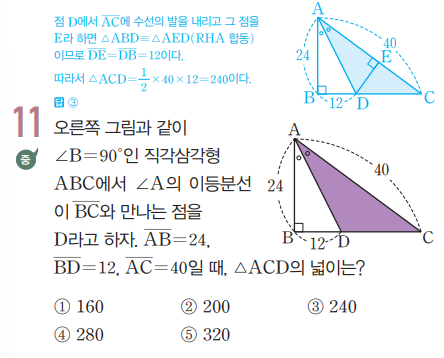 점 D에서 AC에 수선의 발을 내리고 그 점을
E라 하면 △ABD≡△AED(RHA 합동)
이므로 DE=DB=12이다.
따라서 △ACD=1/2×40×12=240이다.
답 ③
A
24
40
E
B
12
D
C
11
중
오른쪽 그림과 같이
∠B=90°인 직각삼각형
ABC에서 ∠A의 이등분선
이 BC와 만나는 점을
D라고 하자. AB=24,
BD=12, AC=40일 때, △ACD의 넓이는?
A
24
40
B
12
D
C
① 160 ② 200 ③ 240
④ 280 ⑤ 320